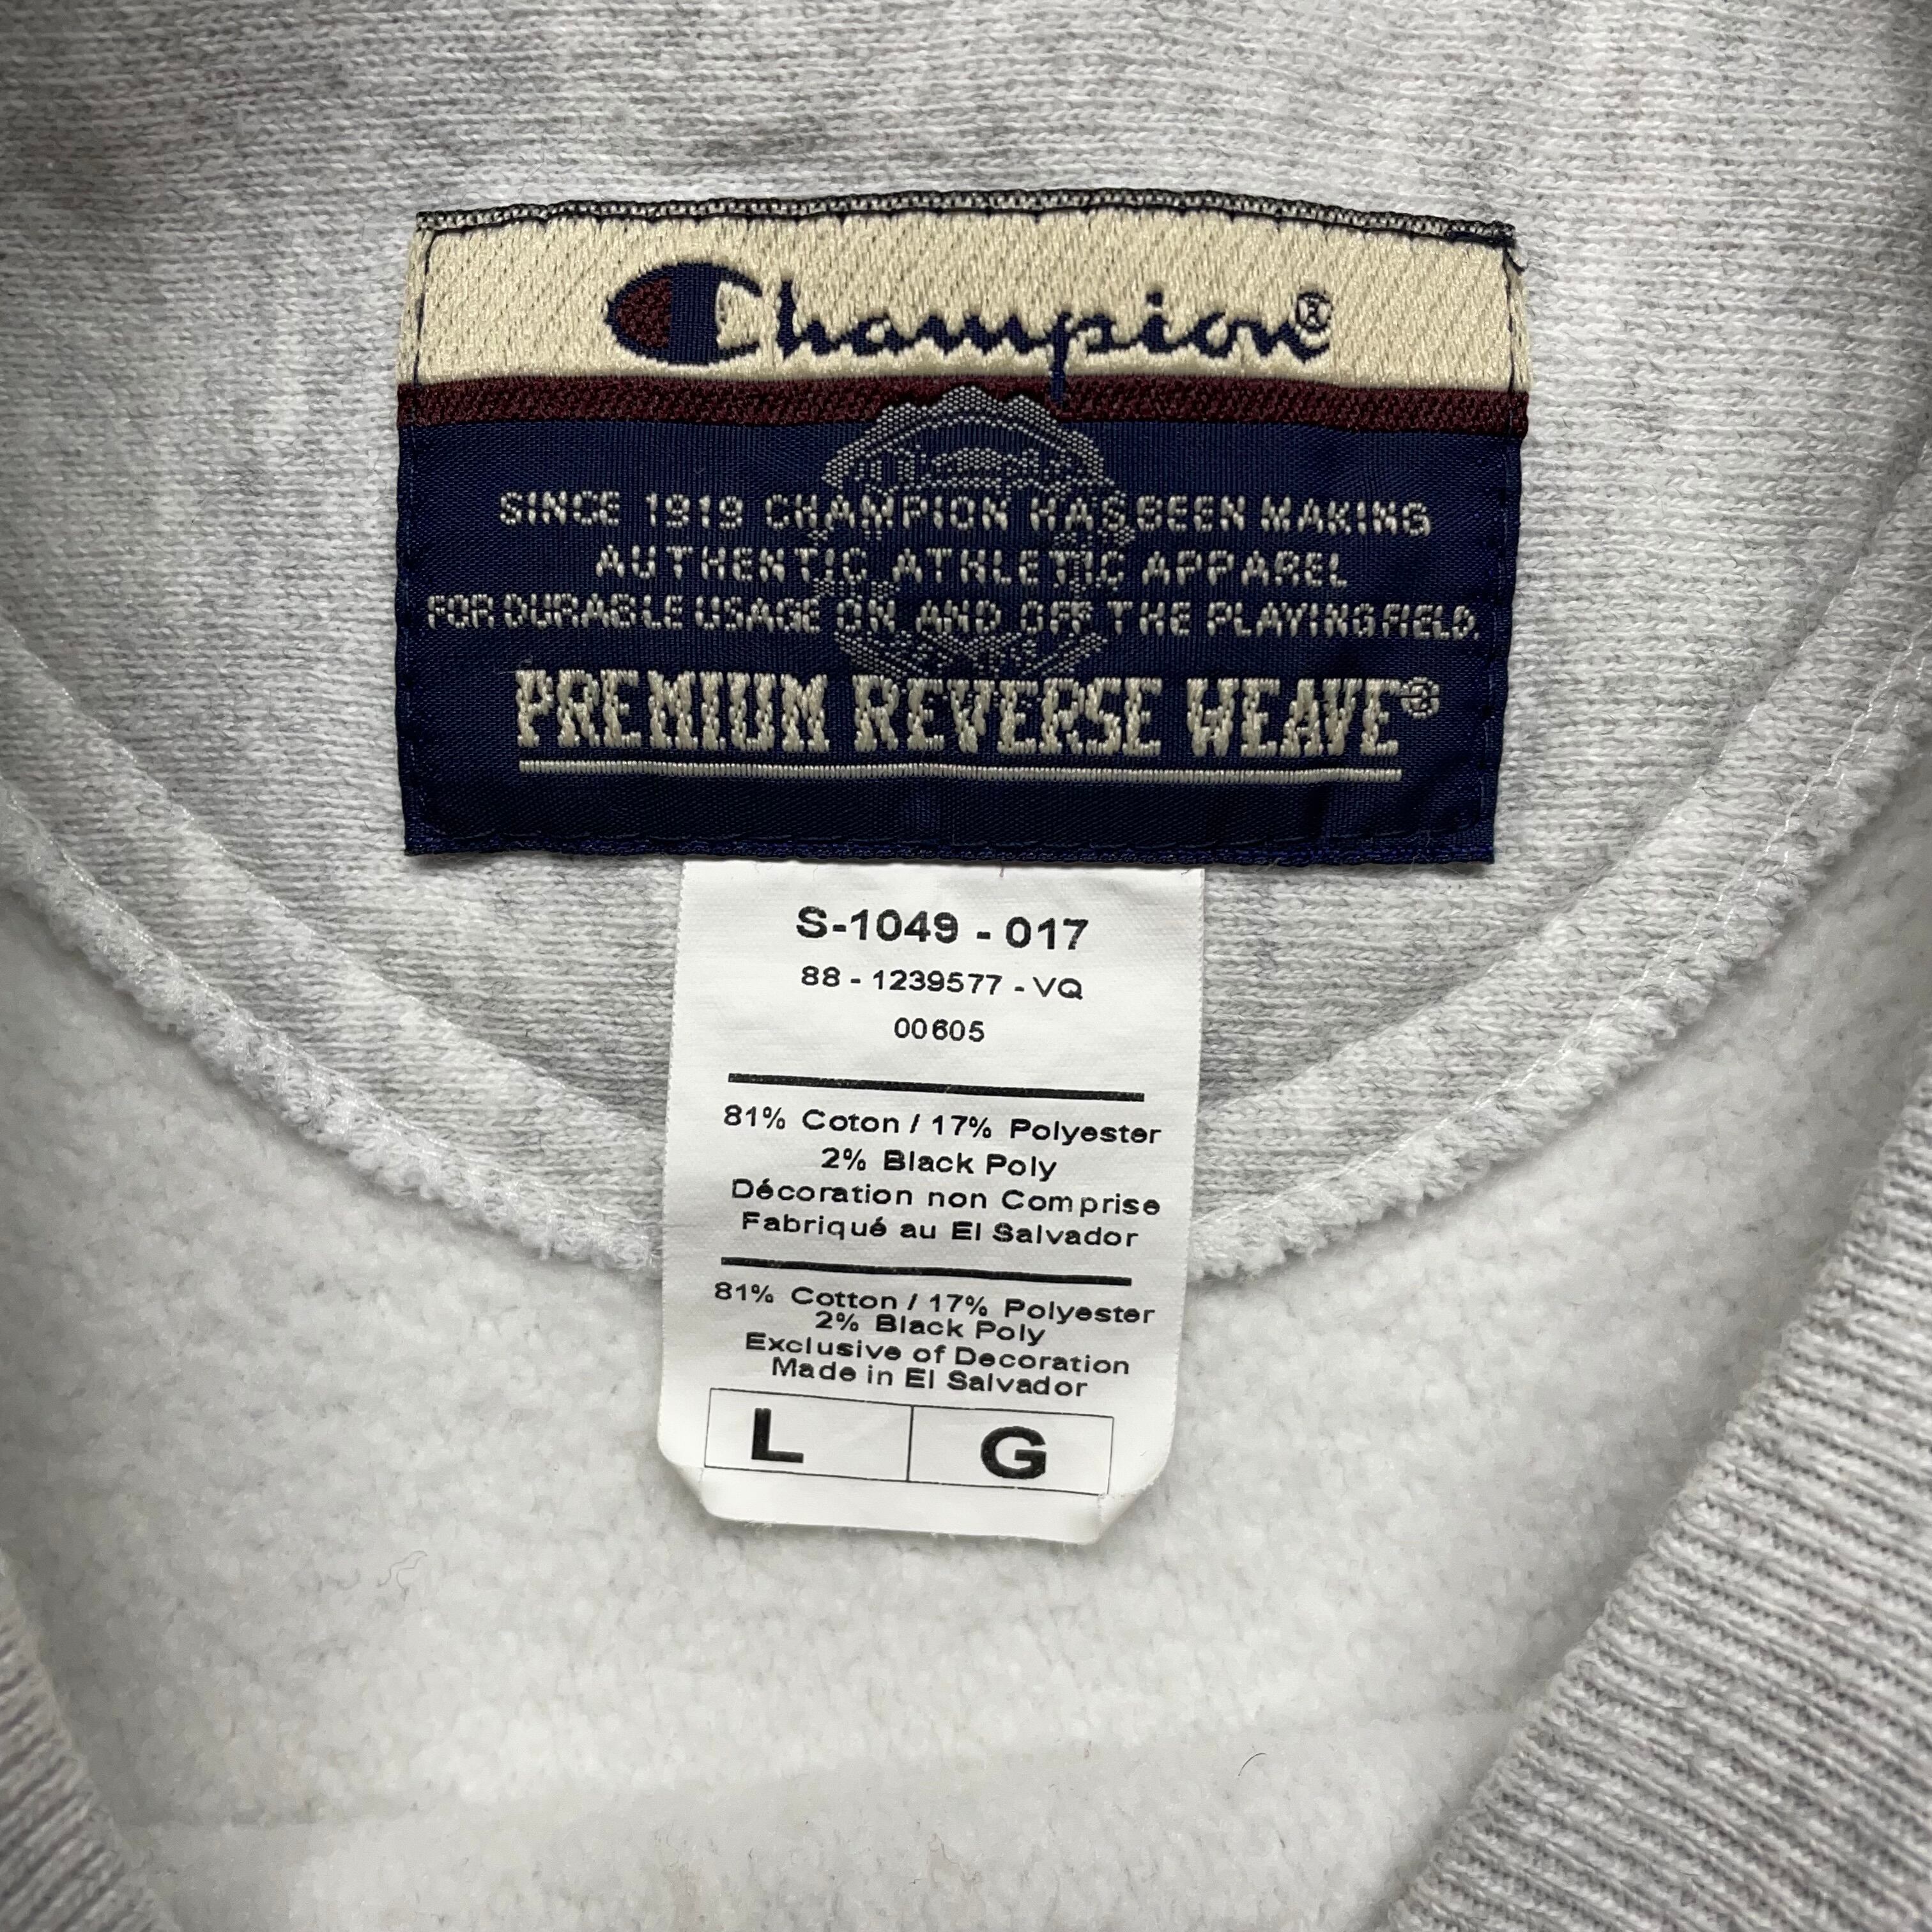 Champion®
SINCE 1919 CHAMPION HAS BEEN MAKING
AUTHENTIC ATHLETIC APPAREL
FOR DURABLE USAGE ON AND OFF THE PLAYING FIELD.
PREMIUM REVERSE WEAVE®
S-1049 - 017
88 - 1239577 - VQ
00605
81% Coton / 17% Polyester
2% Black Poly
Décoration non Comprise
Fabriqué au El Salvador
81% Cotton / 17% Polyester
2% Black Poly
Exclusive of Decoration
Made in El Salvador
L G